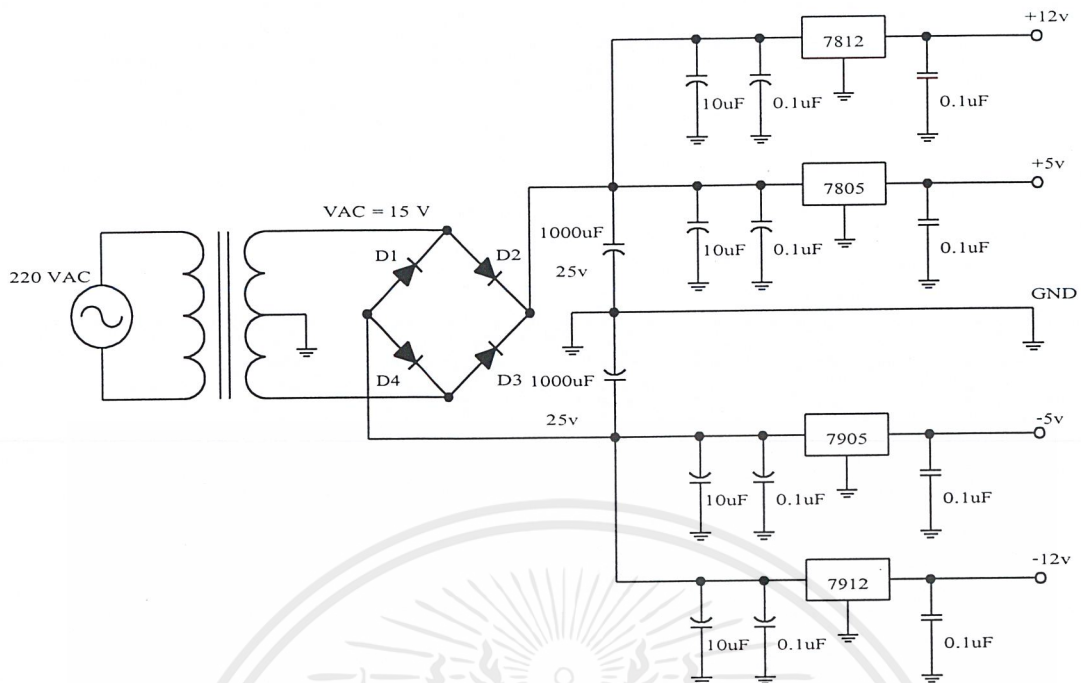 +12v
7812
10uF
0.1uF
0.1uF
+5v
7805
VAC = 15 V
1000uF
10uF
0.1uF
0.1uF
D1
D2
25v
220 VAC
GND
D4
D3
1000uF
25v
-5v
7905
10uF
0.1uF
0.1uF
-12v
7912
10uF
0.1uF
0.1uF